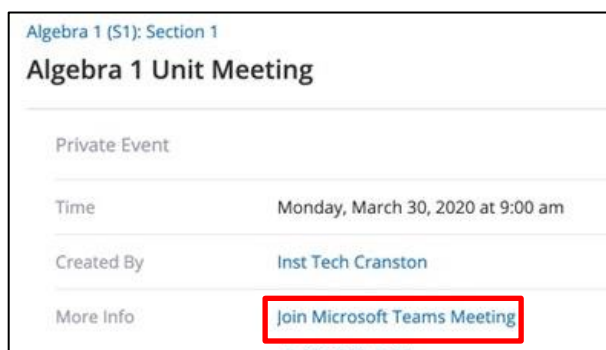 Algebra 1 (S1): Section 1
Algebra 1 Unit Meeting
Private Event
Time Monday, March 30, 2020 at 9:00 am
Created By Inst Tech Cranston
More Info Join Microsoft Teams Meeting